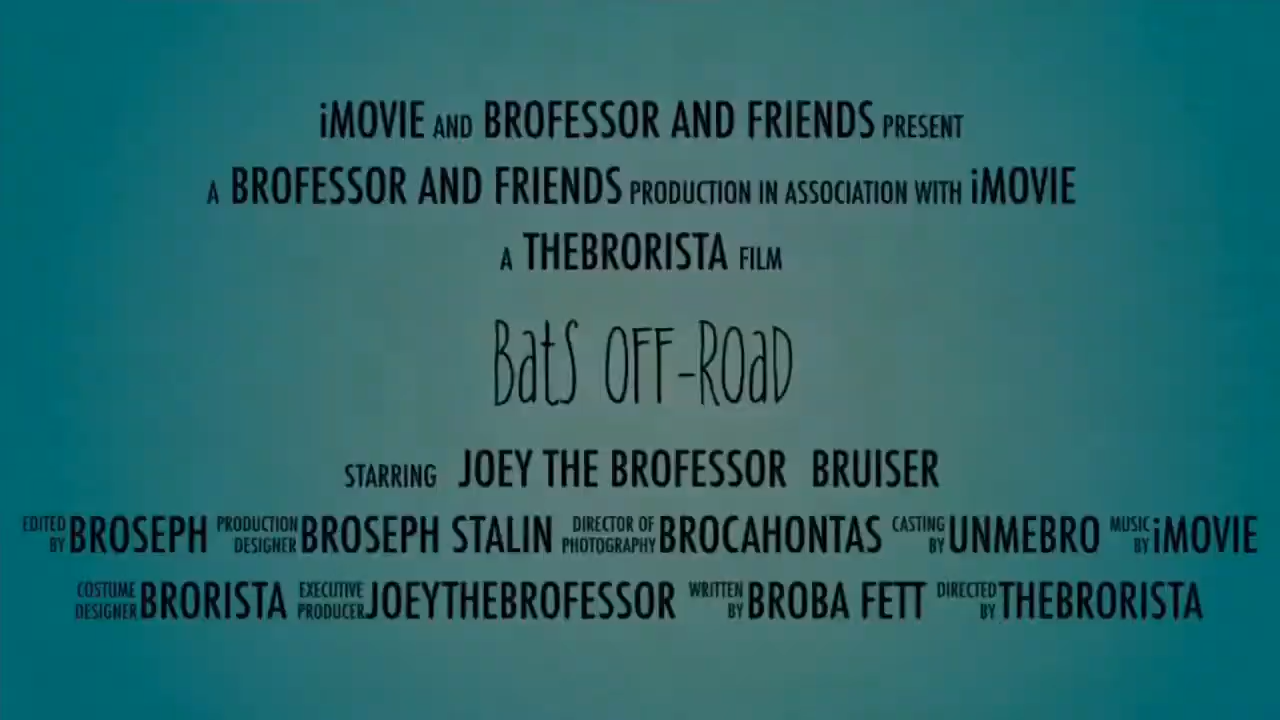 iMOVIE AND BROFESSOR AND FRIENDS PRESENT
A BROFESSOR AND FRIENDS PRODUCTION IN ASSOCIATION WITH iMOVIE
A THEBRORISTA FILM
BatS OFF-ROaD
STARRING JOEY THE BROFESSOR BRUISER
EDITED BY BROSEPH PRODUCTION DESIGNER BROSEPH STALIN DIRECTOR OF PHOTOGRAPHY BROCAHONTAS CASTING BY UNMEBRO MUSIC BY iMOVIE
COSTUME DESIGNER BRORISTA EXECUTIVE PRODUCER JOEYTHEBROFESSOR WRITTEN BY BROBA FETT DIRECTED BY THEBRORISTA